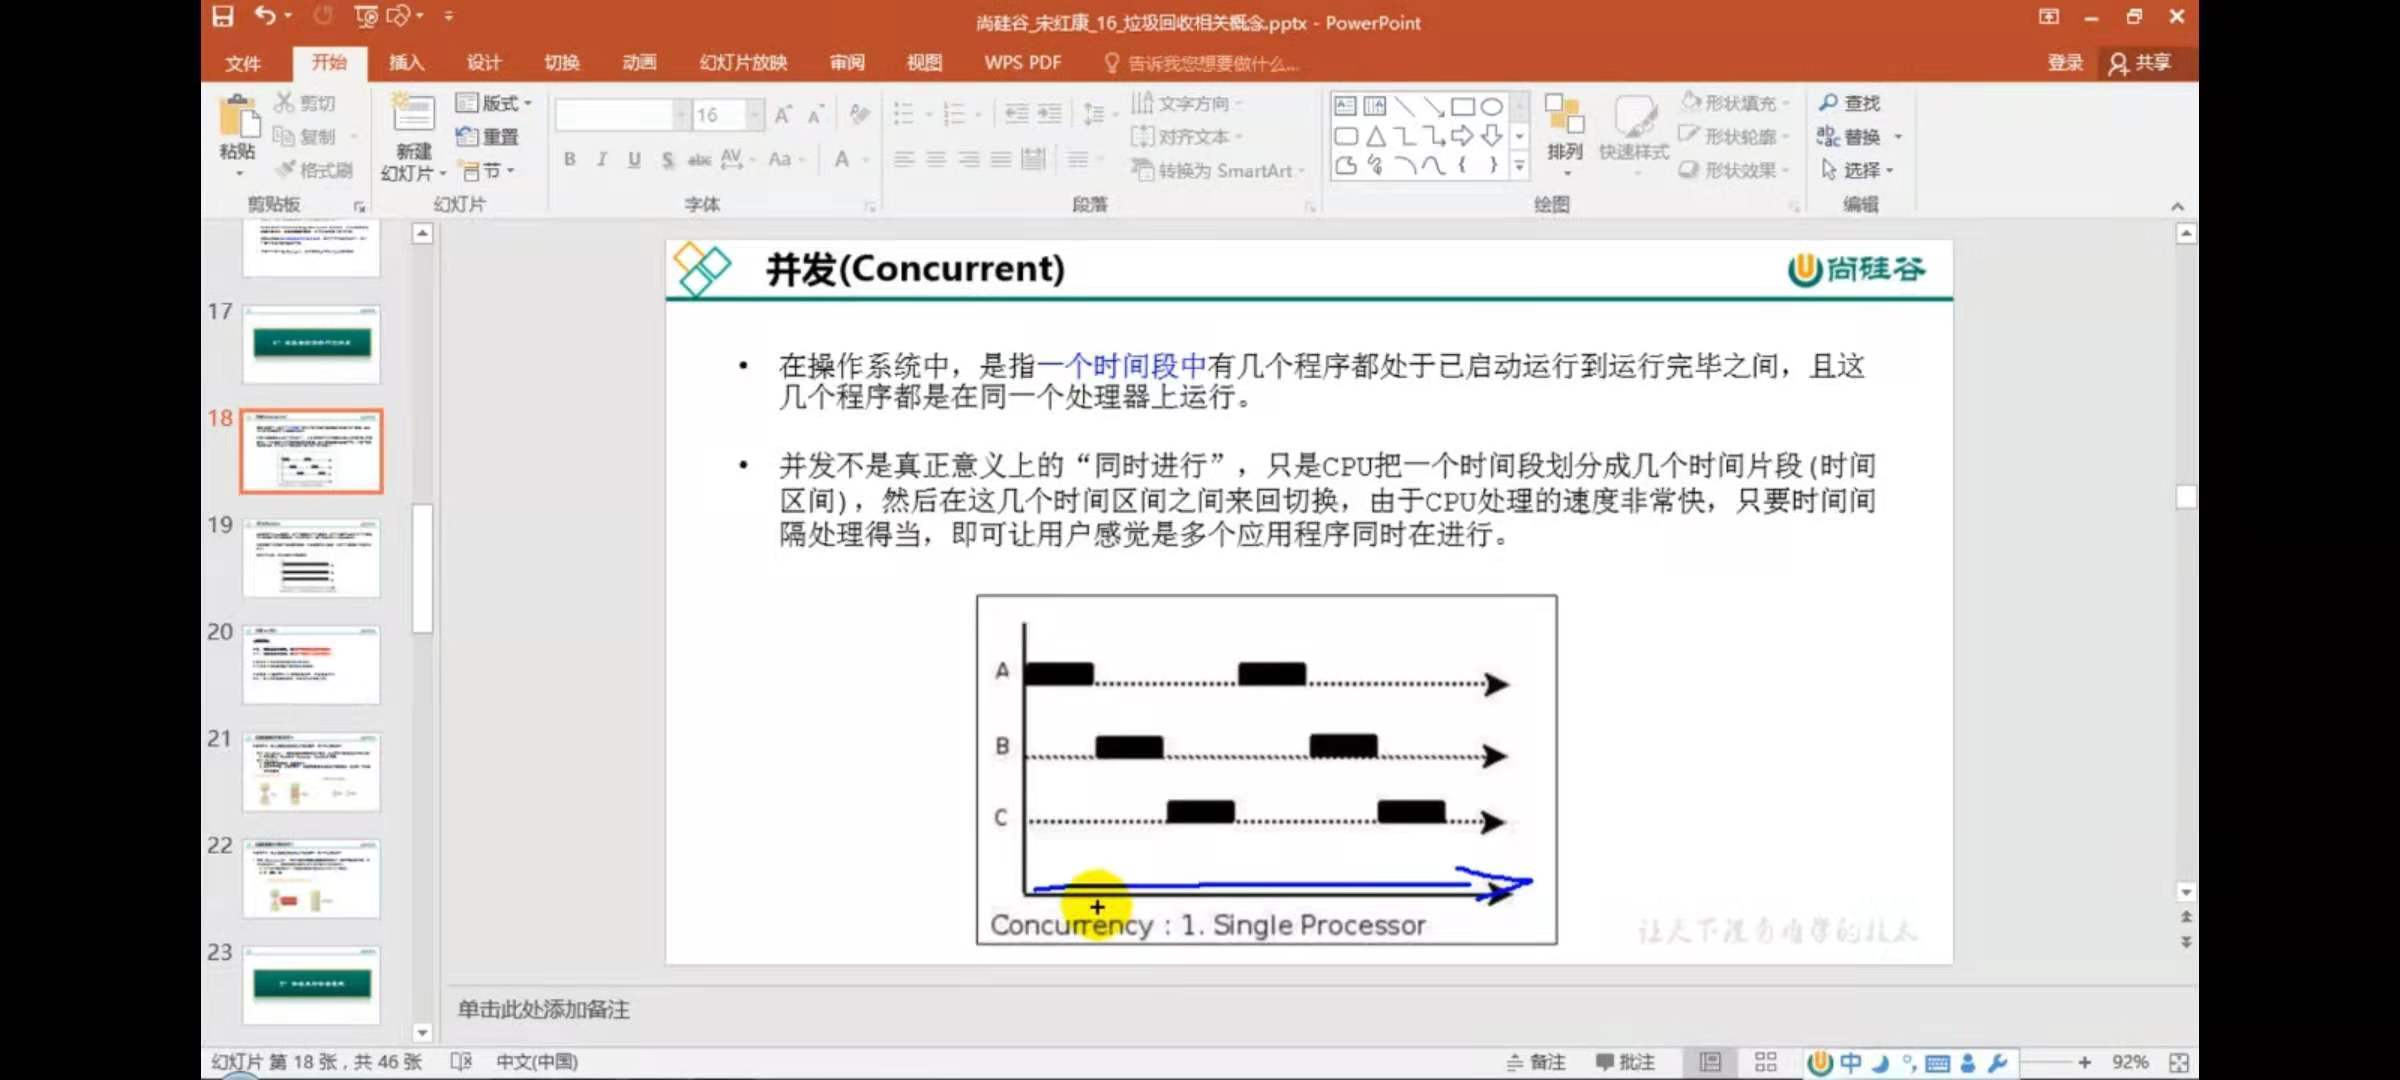 尚硅谷_宋红康_16_垃圾回收相关概念.pptx - PowerPoint
文件 开始 插入 设计 切换 动画 幻灯片放映 审阅 视图 WPS PDF 告诉我您想要做什么... 登录 共享
粘贴 剪切 复制 格式刷 剪贴板
新建 幻灯片 版式 重置 节 幻灯片
16
B I U S abc AV Aa A 字体
文字方向 对齐文本 转换为 SmartArt 段落
排列 快速样式 形状填充 形状轮廓 形状效果 绘图
查找 替换 选择 编辑
17
18
19
20
21
22
23
并发(Concurrent)
尚硅谷
• 在操作系统中，是指一个时间段中有几个程序都处于已启动运行到运行完毕之间，且这
几个程序都是在同一个处理器上运行。
• 并发不是真正意义上的“同时进行”，只是CPU把一个时间段划分成几个时间片段(时间
区间)，然后在这几个时间区间之间来回切换，由于CPU处理的速度非常快，只要时间间
隔处理得当，即可让用户感觉是多个应用程序同时在进行。
A
B
C
Concurrency : 1. Single Processor
让天下没有难学的技术
单击此处添加备注
幻灯片 第 18 张，共 46 张 中文(中国) 备注 批注 中 92%